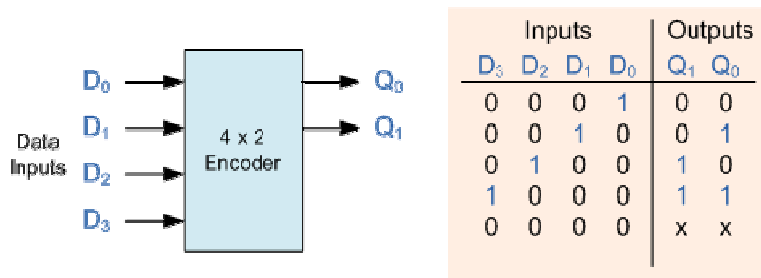 D₀
D₁
Data
Inputs
D₂
D₃
4 x 2
Encoder
Q₀
Q₁
Inputs Outputs
D₃ D₂ D₁ D₀ Q₁ Q₀
0 0 0 1 0 0
0 0 1 0 0 1
0 1 0 0 1 0
1 0 0 0 1 1
0 0 0 0 x x